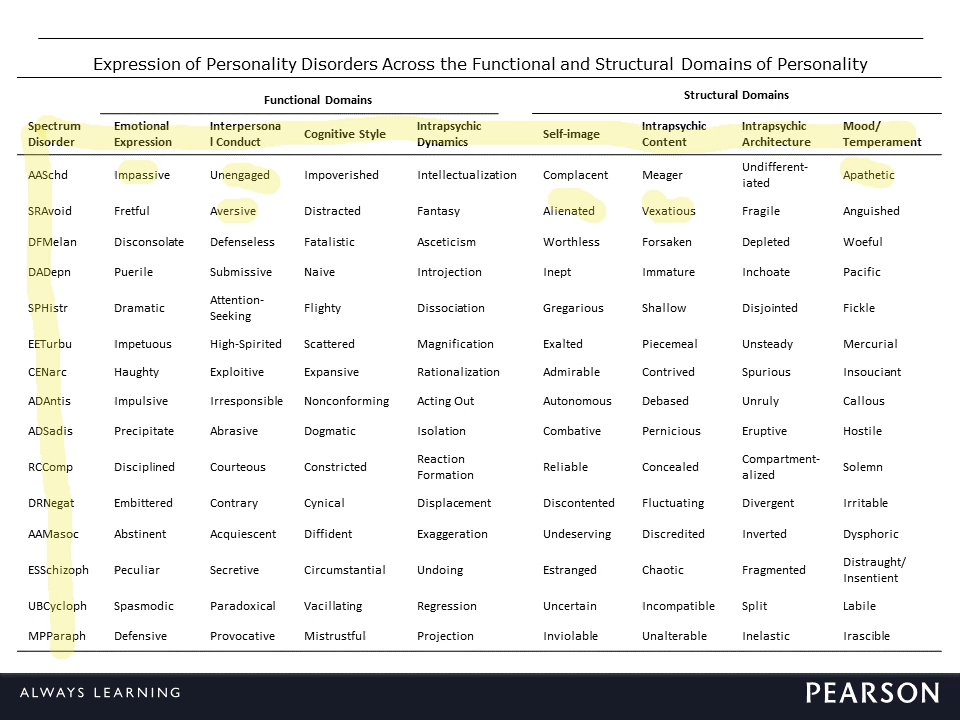 Expression of Personality Disorders Across the Functional and Structural Domains of Personality
Functional Domains Structural Domains
Spectrum Disorder Emotional Expression Interpersonal Conduct Cognitive Style Intrapsychic Dynamics Self-image Intrapsychic Content Intrapsychic Architecture Mood/ Temperament
AASchd Impassive Unengaged Impoverished Intellectualization Complacent Meager Undifferent-iated Apathetic
SRAvoid Fretful Aversive Distracted Fantasy Alienated Vexatious Fragile Anguished
DFMelan Disconsolate Defenseless Fatalistic Asceticism Worthless Forsaken Depleted Woeful
DADepn Puerile Submissive Naive Introjection Inept Immature Inchoate Pacific
SPHistr Dramatic Attention-Seeking Flighty Dissociation Gregarious Shallow Disjointed Fickle
EETurbu Impetuous High-Spirited Scattered Magnification Exalted Piecemeal Unsteady Mercurial
CENarc Haughty Exploitive Expansive Rationalization Admirable Contrived Spurious Insouciant
ADAntis Impulsive Irresponsible Nonconforming Acting Out Autonomous Debased Unruly Callous
ADSadis Precipitate Abrasive Dogmatic Isolation Combative Pernicious Eruptive Hostile
RCComp Disciplined Courteous Constricted Reaction Formation Reliable Concealed Compartment-alized Solemn
DRNegat Embittered Contrary Cynical Displacement Discontented Fluctuating Divergent Irritable
AAMasoc Abstinent Acquiescent Diffident Exaggeration Undeserving Discredited Inverted Dysphoric
ESSchizoph Peculiar Secretive Circumstantial Undoing Estranged Chaotic Fragmented Distraught/ Insentient
UBCycloph Spasmodic Paradoxical Vacillating Regression Uncertain Incompatible Split Labile
MPParaph Defensive Provocative Mistrustful Projection Inviolable Unalterable Inelastic Irascible
ALWAYS LEARNING PEARSON